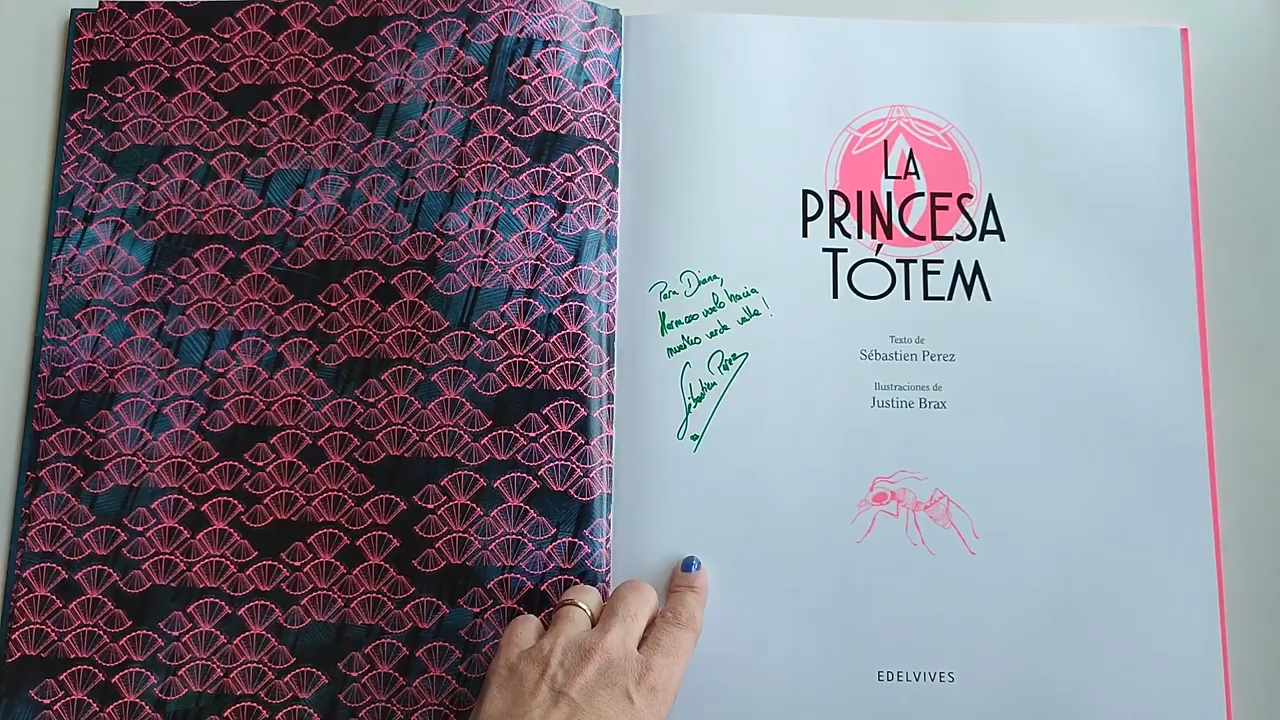 LA
PRINCESA
TÓTEM
Para Diana,
Hermoso vuelo hacia
nuestro verde valle!
Sébastien Perez
Texto de
Sébastien Perez
Ilustraciones de
Justine Brax
EDELVIVES